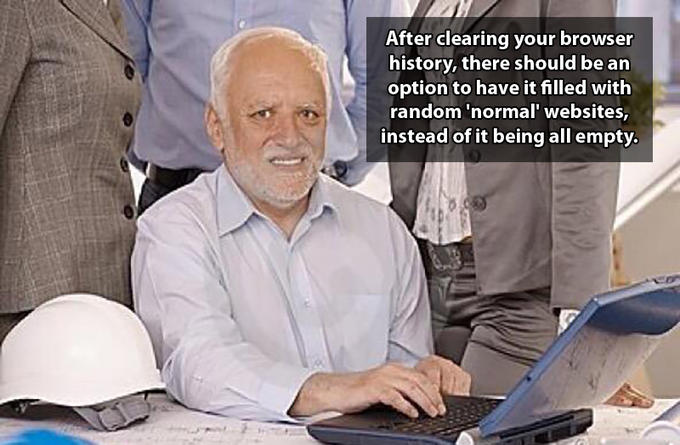 After clearing your browser
history, there should be an
option to have it filled with
random 'normal' websites,
instead of it being all empty.